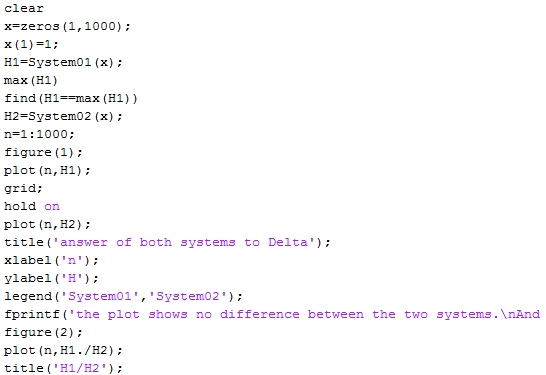 clear
x=zeros(1,1000);
x(1)=1;
H1=System01(x);
max(H1)
find(H1==max(H1))
H2=System02(x);
n=1:1000;
figure(1);
plot(n,H1);
grid;
hold on
plot(n,H2);
title('answer of both systems to Delta');
xlabel('n');
ylabel('H');
legend('System01','System02');
fprintf('the plot shows no difference between the two systems.\nAnd
figure(2);
plot(n,H1./H2);
title('H1/H2');